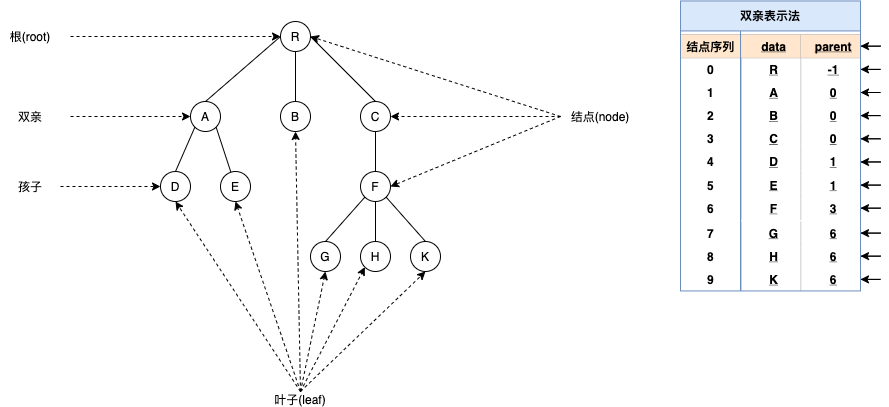 根(root)
R
双亲
A
B
C
结点(node)
孩子
D
E
F
G
H
K
叶子(leaf)
双亲表示法
结点序列 data parent
0 R -1
1 A 0
2 B 0
3 C 0
4 D 1
5 E 1
6 F 3
7 G 6
8 H 6
9 K 6